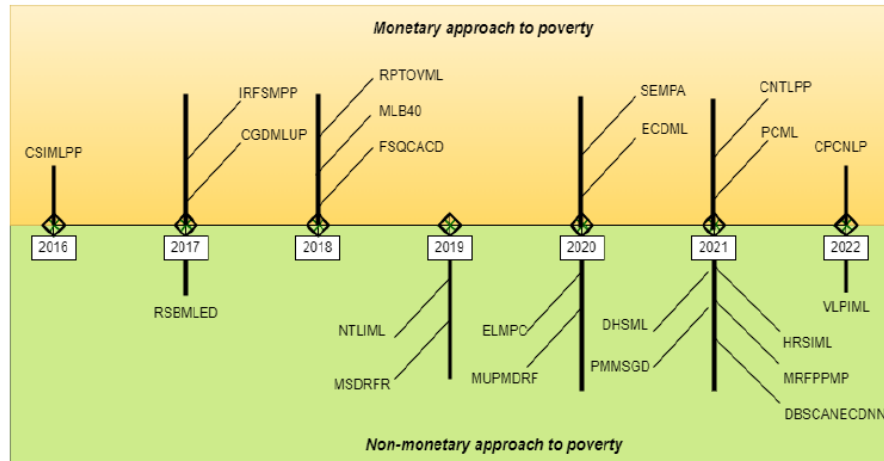 Monetary approach to poverty
RPTOVML
IRFSMPP
SEMPA
CNTLPP
MLB40
ECDML
CGDMLUP
PCML
CSIMLPP
FSQCACD
CPCNLP
2016
2017
2018
2019
2020
2021
2022
RSBMLED
VLPIML
NTLIML
ELMPC
DHSML
HRSIML
PMMSGD
MSDRFR
MUPMDRF
MRFPPMP
DBSCANECDNN
Non-monetary approach to poverty